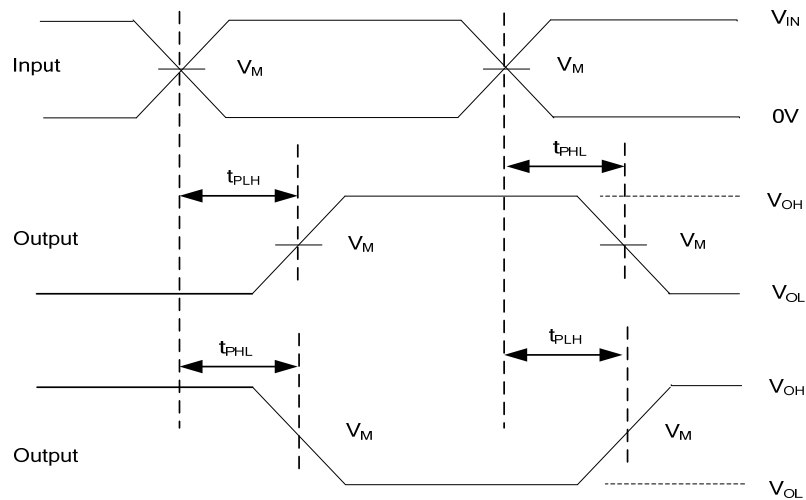 V_IN
Input V_M V_M
0V
t_PHL
t_PLH
V_OH
Output V_M V_M
V_OL
t_PHL t_PLH
V_OH
V_M V_M
Output
V_OL